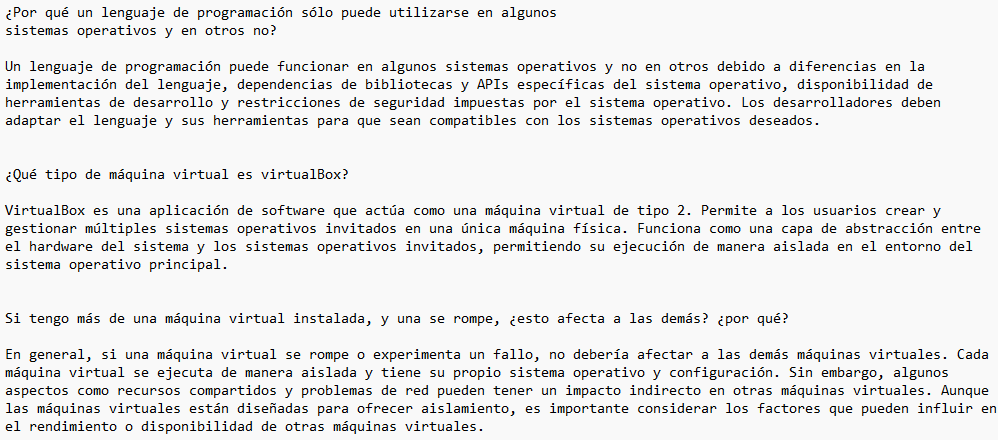 ¿Por qué un lenguaje de programación sólo puede utilizarse en algunos
sistemas operativos y en otros no?
Un lenguaje de programación puede funcionar en algunos sistemas operativos y no en otros debido a diferencias en la
implementación del lenguaje, dependencias de bibliotecas y APIs específicas del sistema operativo, disponibilidad de
herramientas de desarrollo y restricciones de seguridad impuestas por el sistema operativo. Los desarrolladores deben
adaptar el lenguaje y sus herramientas para que sean compatibles con los sistemas operativos deseados.
¿Qué tipo de máquina virtual es virtualBox?
VirtualBox es una aplicación de software que actúa como una máquina virtual de tipo 2. Permite a los usuarios crear y
gestionar múltiples sistemas operativos invitados en una única máquina física. Funciona como una capa de abstracción entre
el hardware del sistema y los sistemas operativos invitados, permitiendo su ejecución de manera aislada en el entorno del
sistema operativo principal.
Si tengo más de una máquina virtual instalada, y una se rompe, ¿esto afecta a las demás? ¿por qué?
En general, si una máquina virtual se rompe o experimenta un fallo, no debería afectar a las demás máquinas virtuales. Cada
máquina virtual se ejecuta de manera aislada y tiene su propio sistema operativo y configuración. Sin embargo, algunos
aspectos como recursos compartidos y problemas de red pueden tener un impacto indirecto en otras máquinas virtuales. Aunque
las máquinas virtuales están diseñadas para ofrecer aislamiento, es importante considerar los factores que pueden influir en
el rendimiento o disponibilidad de otras máquinas virtuales.